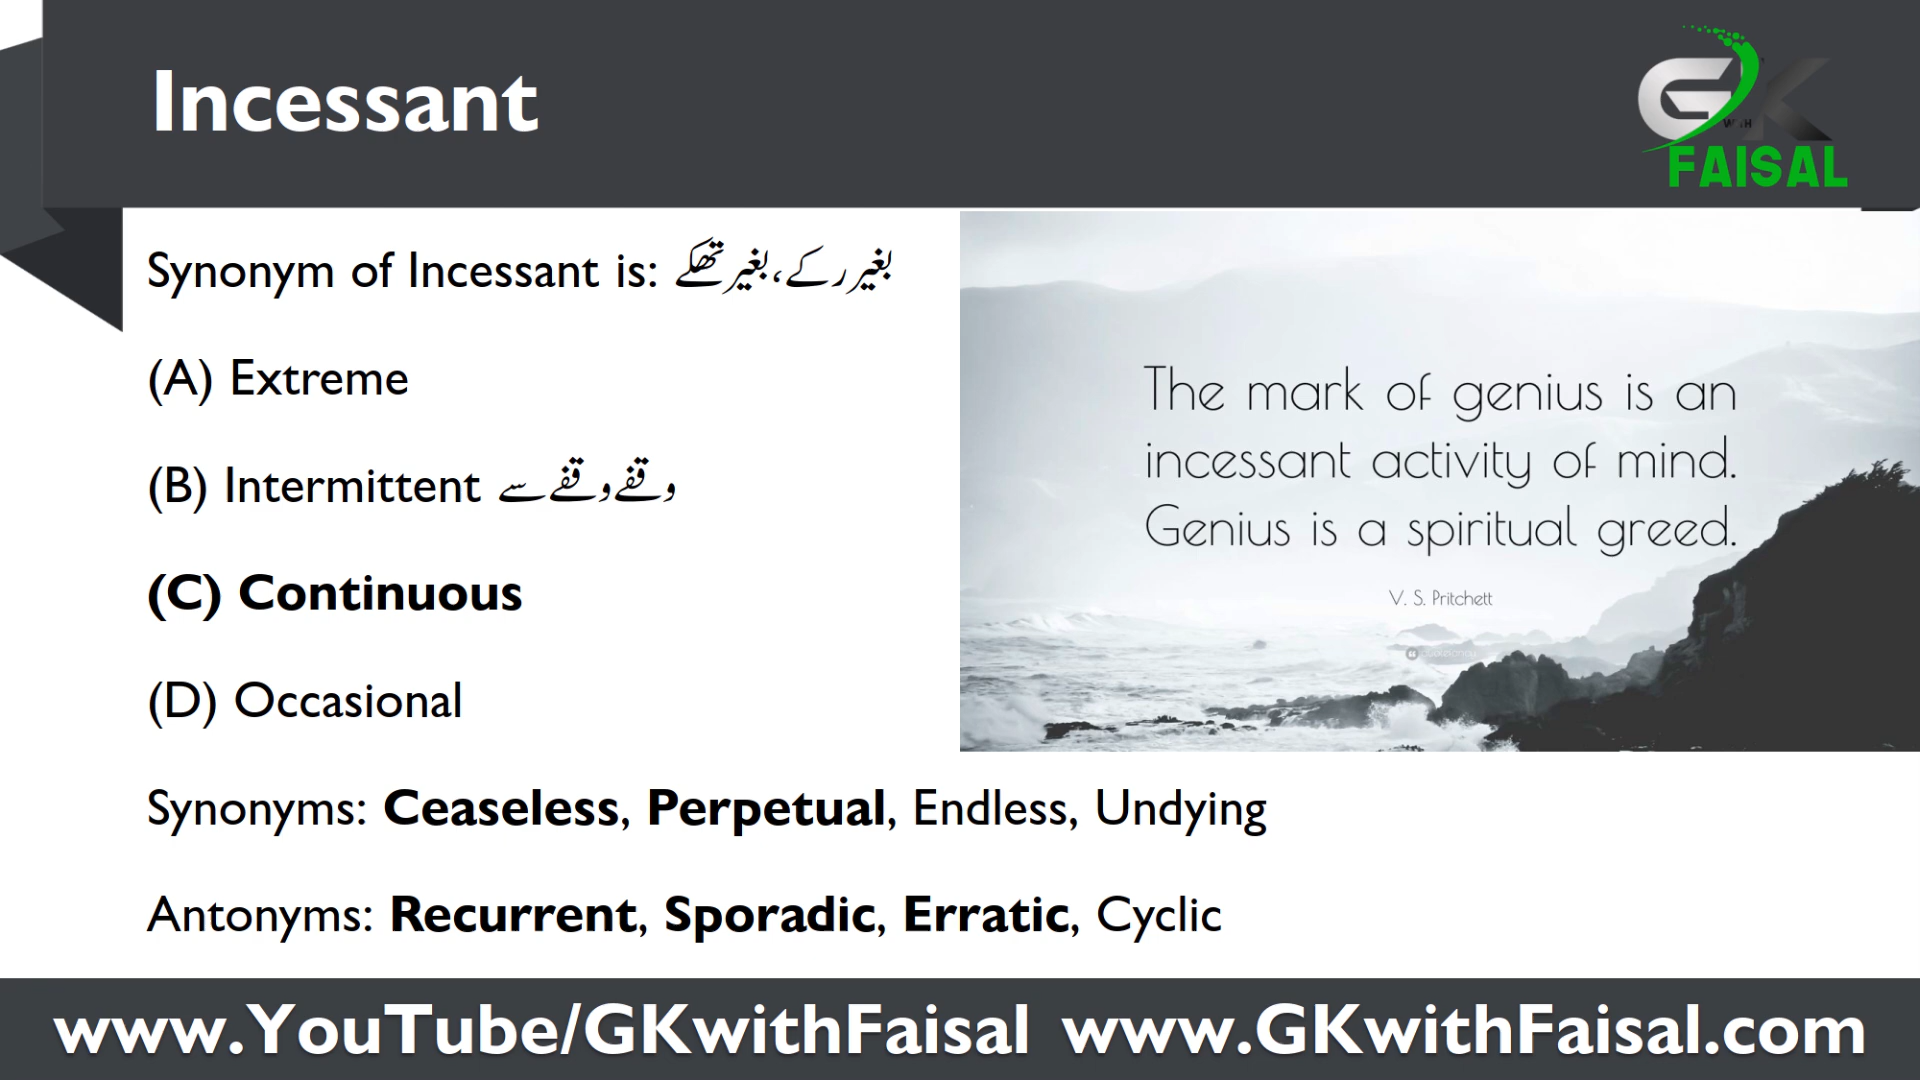 Incessant
GK
WITH
FAISAL
Synonym of Incessant is: بغیر رکے، بغیر تھکے
(A) Extreme
(B) Intermittent وقفے وقفے سے
(C) Continuous
(D) Occasional
The mark of genius is an
incessant activity of mind.
Genius is a spiritual greed.
V. S. Pritchett
Synonyms: Ceaseless, Perpetual, Endless, Undying
Antonyms: Recurrent, Sporadic, Erratic, Cyclic
www.YouTube/GKwithFaisal www.GKwithFaisal.com